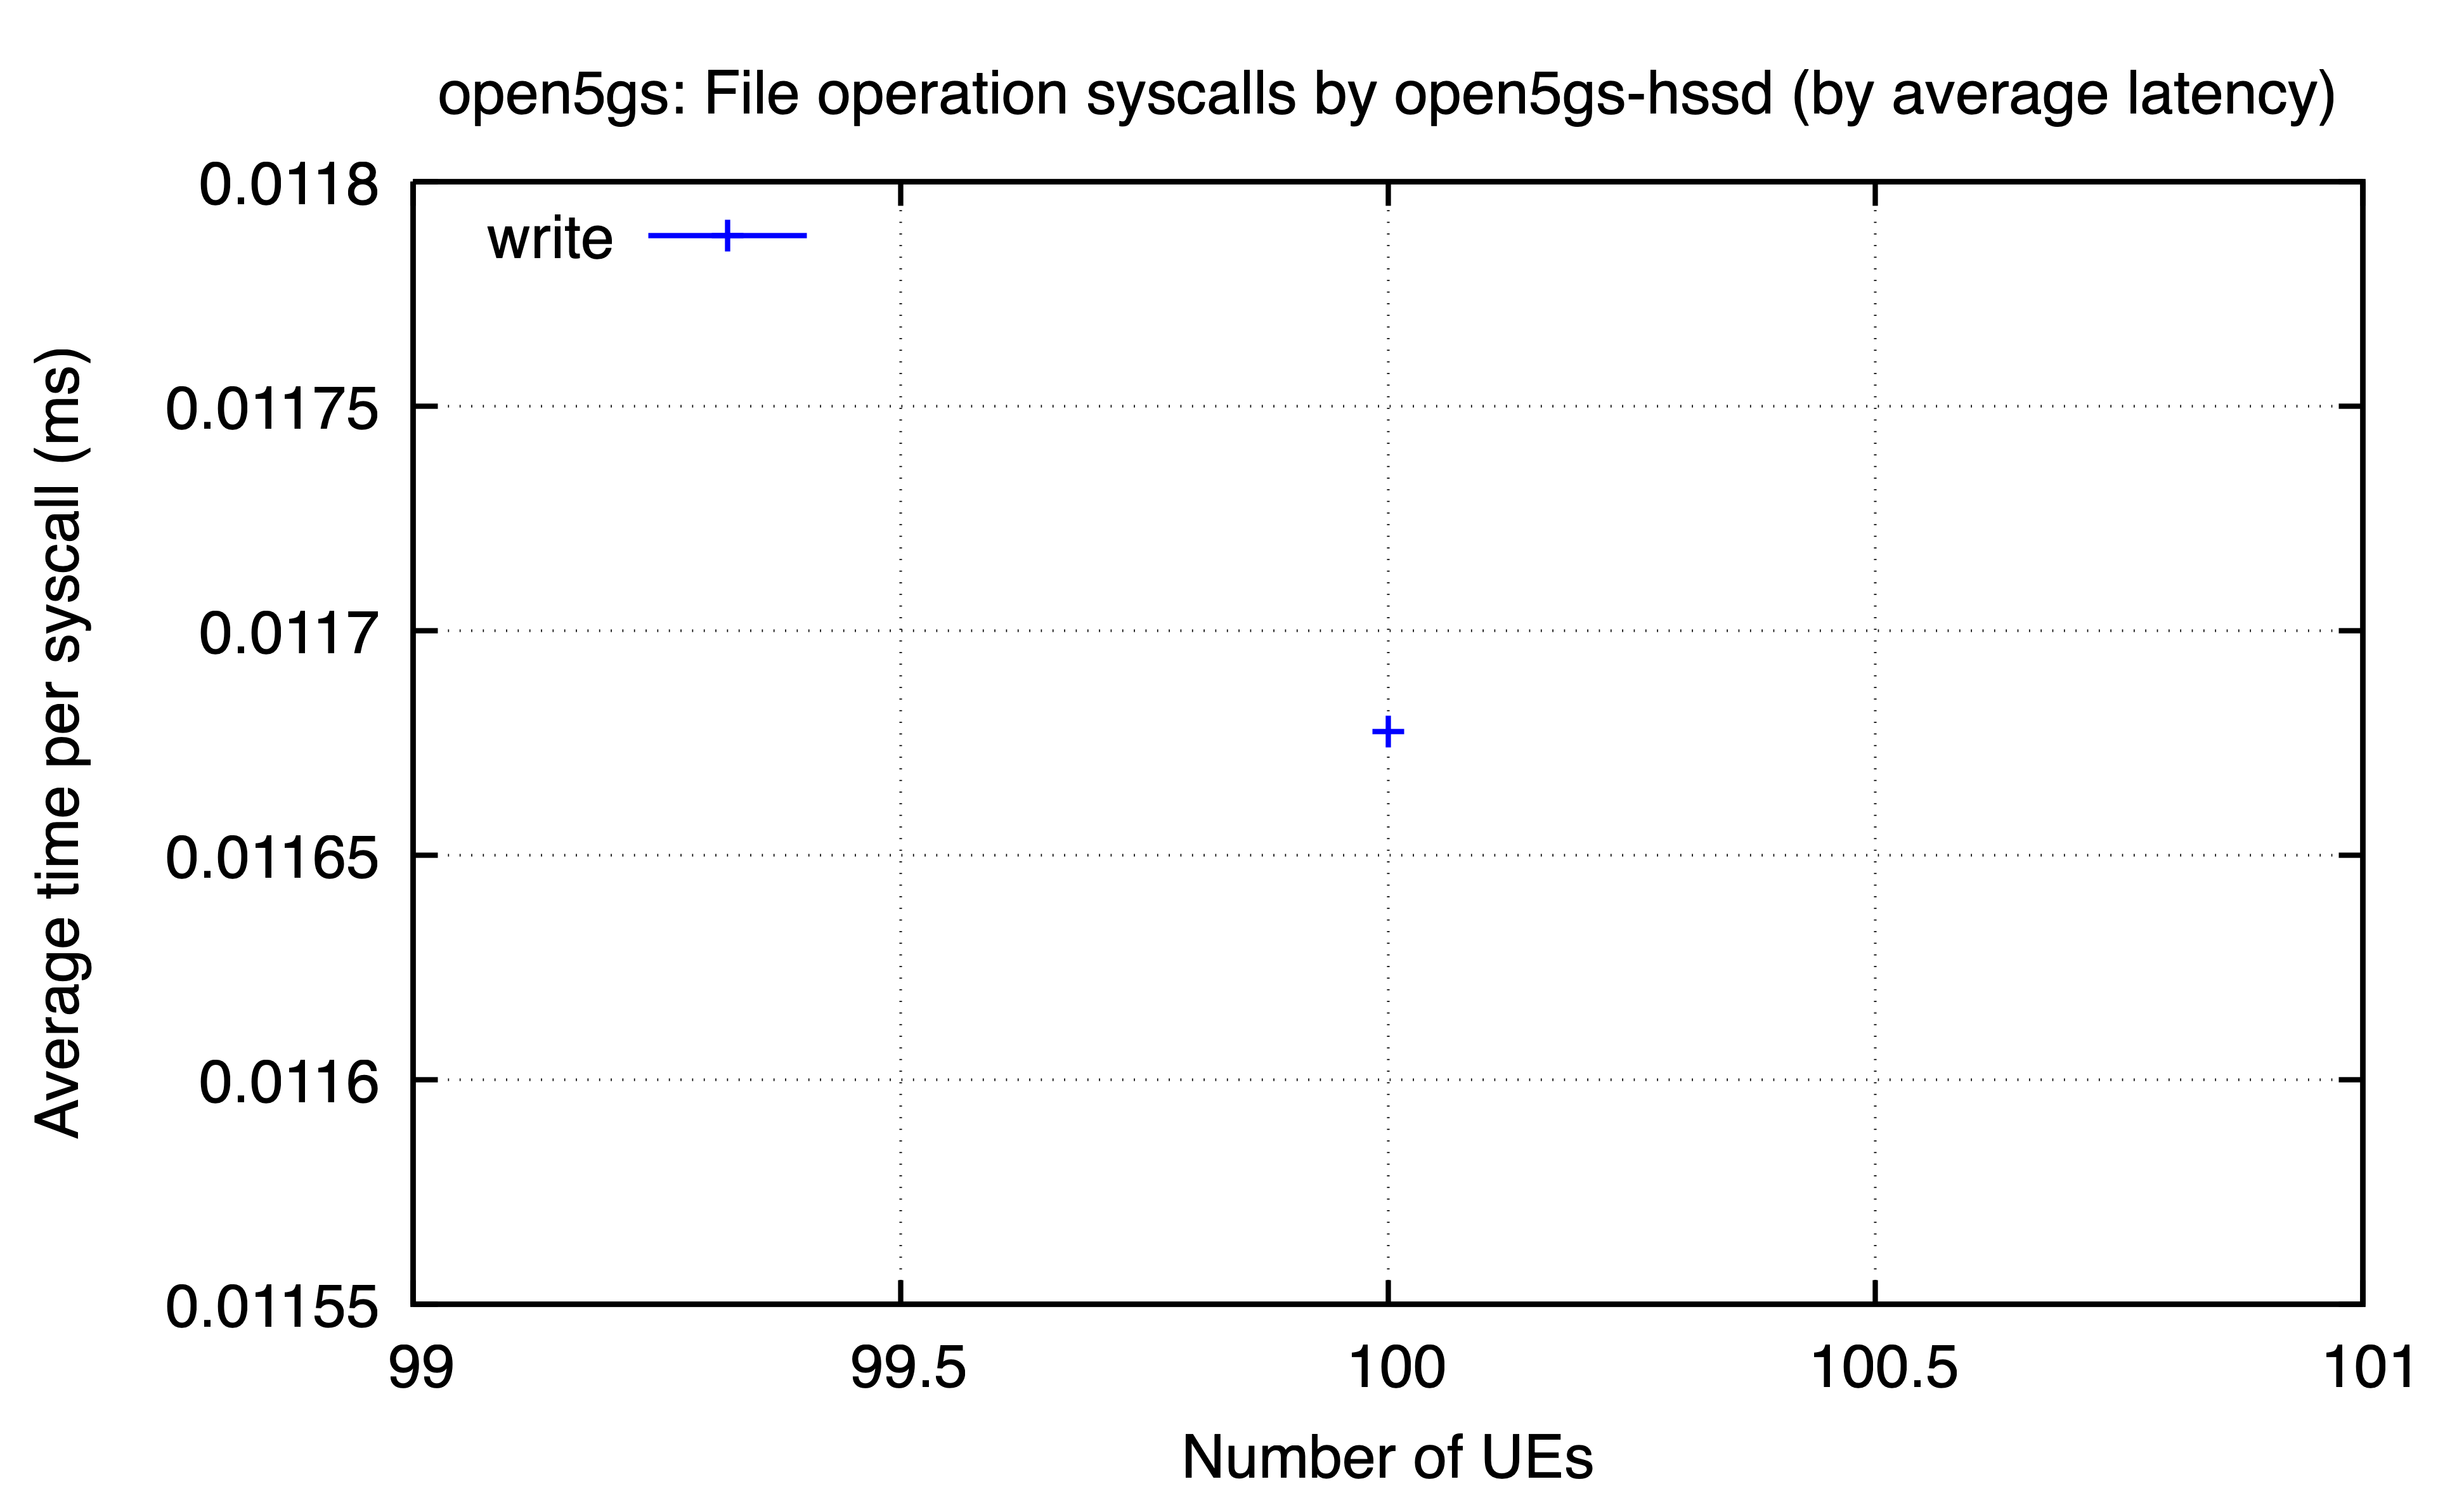 open5gs: File operation syscalls by open5gs-hssd (by average latency)
0.0118
write
0.01175
0.0117
0.01165
0.0116
0.01155
Average time per syscall (ms)
99 99.5 100 100.5 101
Number of UEs